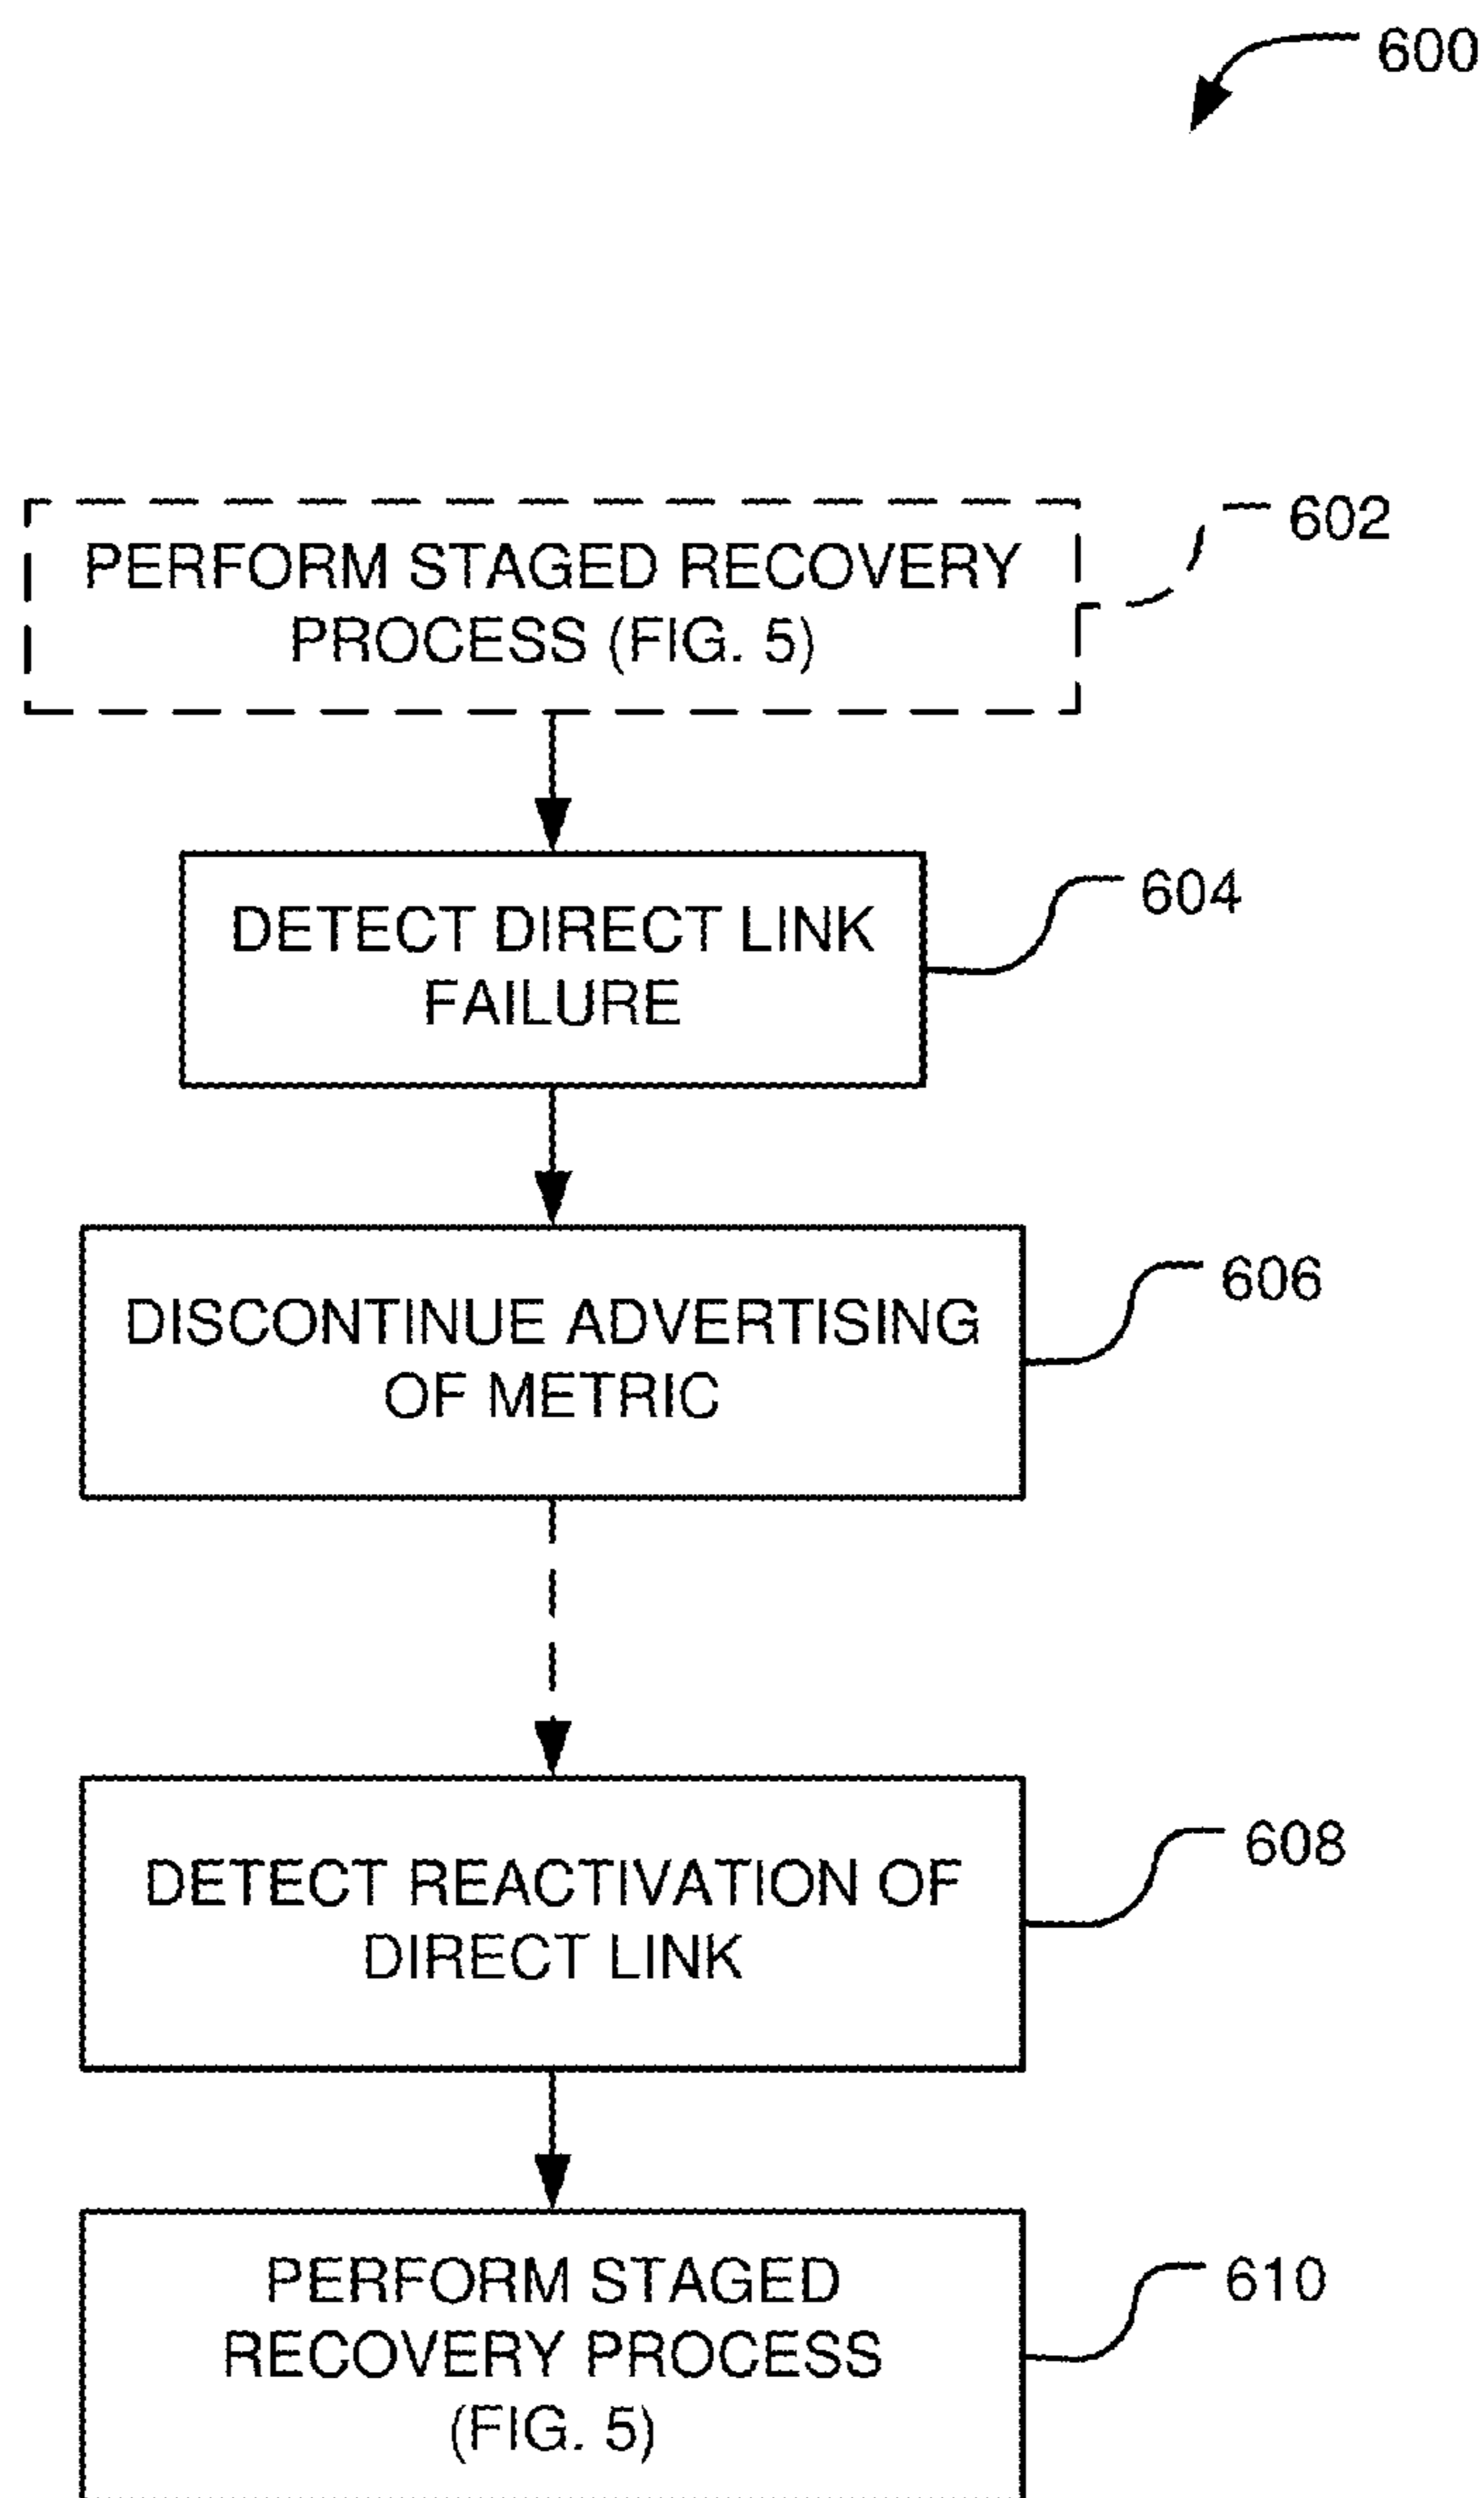 600
PERFORM STAGED RECOVERY
PROCESS (FIG. 5)
602
DETECT DIRECT LINK
FAILURE
604
DISCONTINUE ADVERTISING
OF METRIC
606
DETECT REACTIVATION OF
DIRECT LINK
608
PERFORM STAGED
RECOVERY PROCESS
(FIG. 5)
610